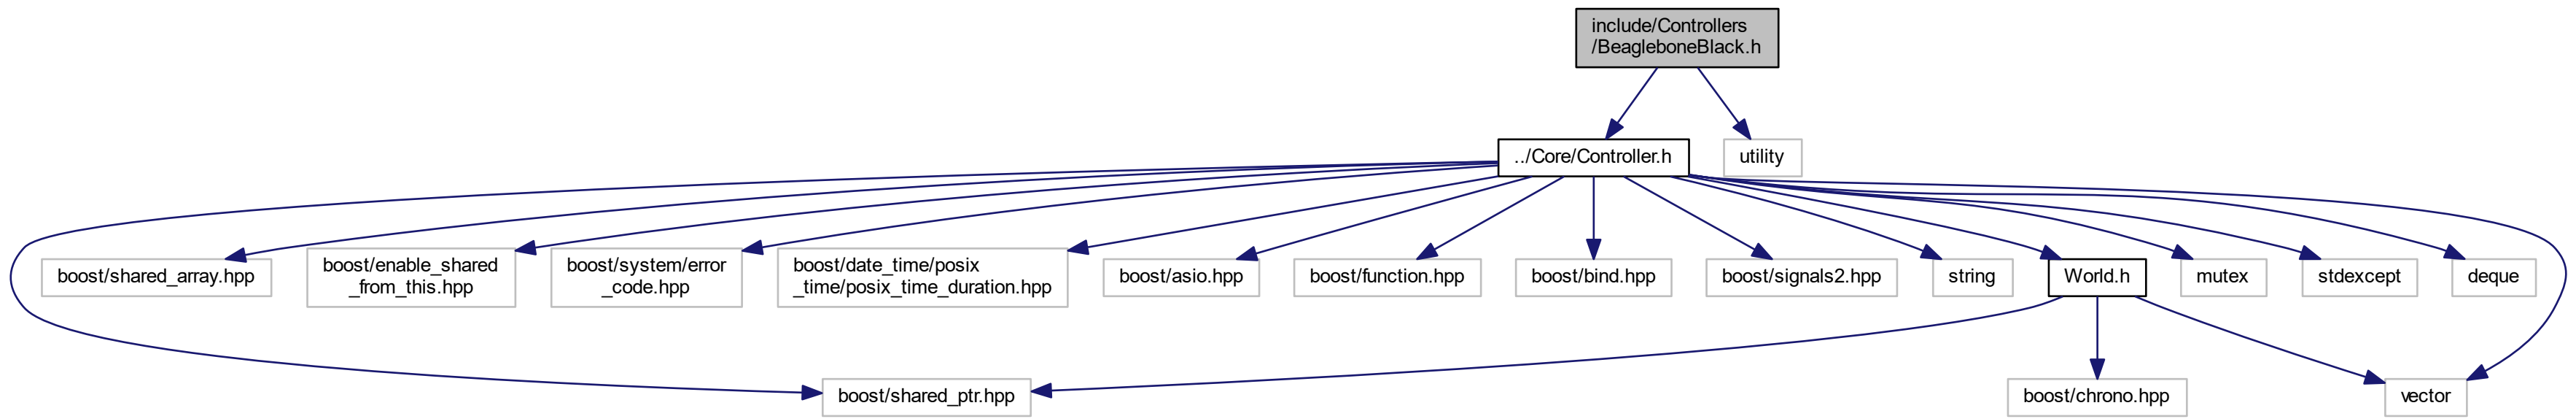 include/Controllers
/BeagleboneBlack.h
../Core/Controller.h
utility
boost/shared_array.hpp
boost/enable_shared
_from_this.hpp
boost/system/error
_code.hpp
boost/date_time/posix
_time/posix_time_duration.hpp
boost/asio.hpp
boost/function.hpp
boost/bind.hpp
boost/signals2.hpp
string
World.h
mutex
stdexcept
deque
boost/shared_ptr.hpp
boost/chrono.hpp
vector